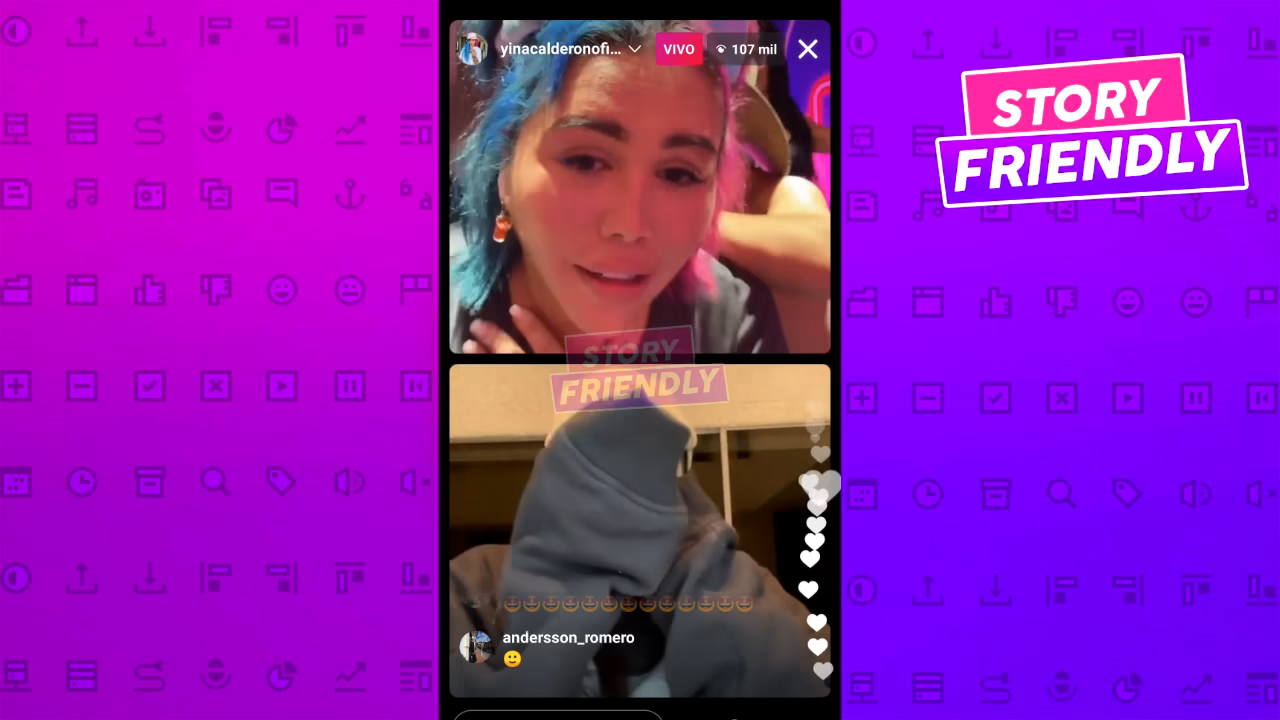 yinacalderonofi...
VIVO
107 mil
STORY
FRIENDLY
STORY
FRIENDLY
andersson_romero